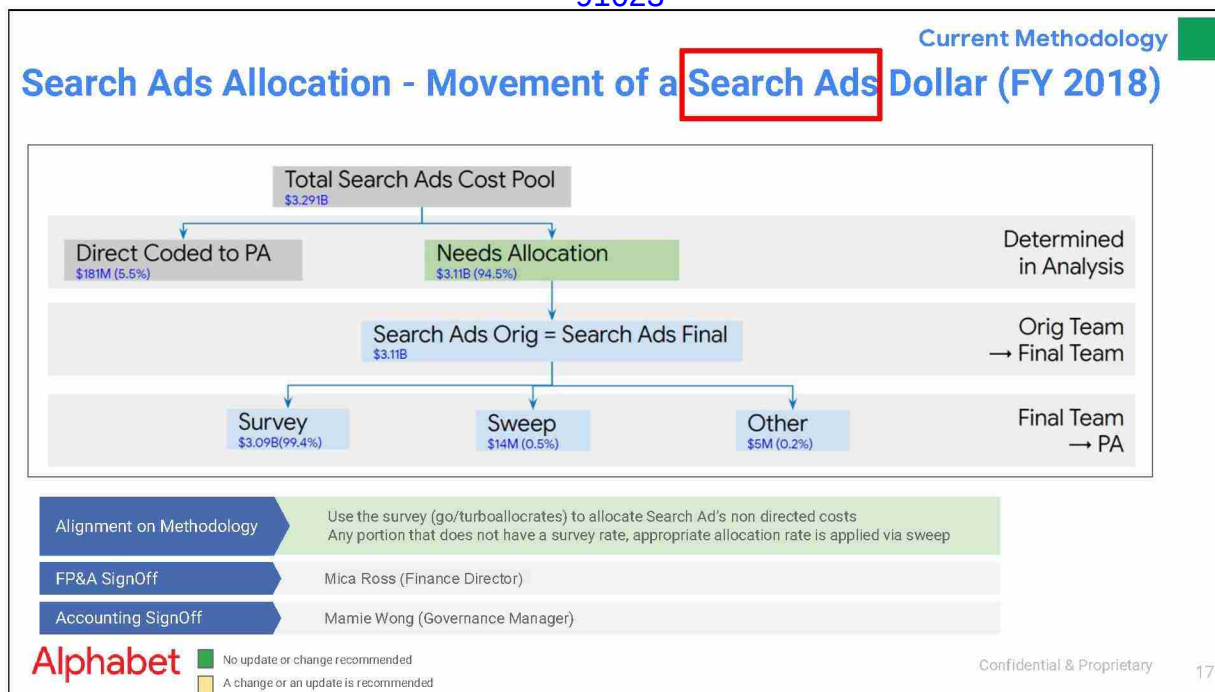 Current Methodology
Search Ads Allocation - Movement of a Search Ads Dollar (FY 2018)
Total Search Ads Cost Pool
$3.291B
Direct Coded to PA
$181M (5.5%)
Needs Allocation
$3.11B (94.5%)
Determined
in Analysis
Search Ads Orig = Search Ads Final
$3.11B
Orig Team
→ Final Team
Survey
$3.09B(99.4%)
Sweep
$14M (0.5%)
Other
$5M (0.2%)
Final Team
→ PA
Alignment on Methodology
Use the survey (go/turboallocrates) to allocate Search Ad's non directed costs
Any portion that does not have a survey rate, appropriate allocation rate is applied via sweep
FP&A SignOff
Mica Ross (Finance Director)
Accounting SignOff
Mamie Wong (Governance Manager)
Alphabet
No update or change recommended
A change or an update is recommended
Confidential & Proprietary
17